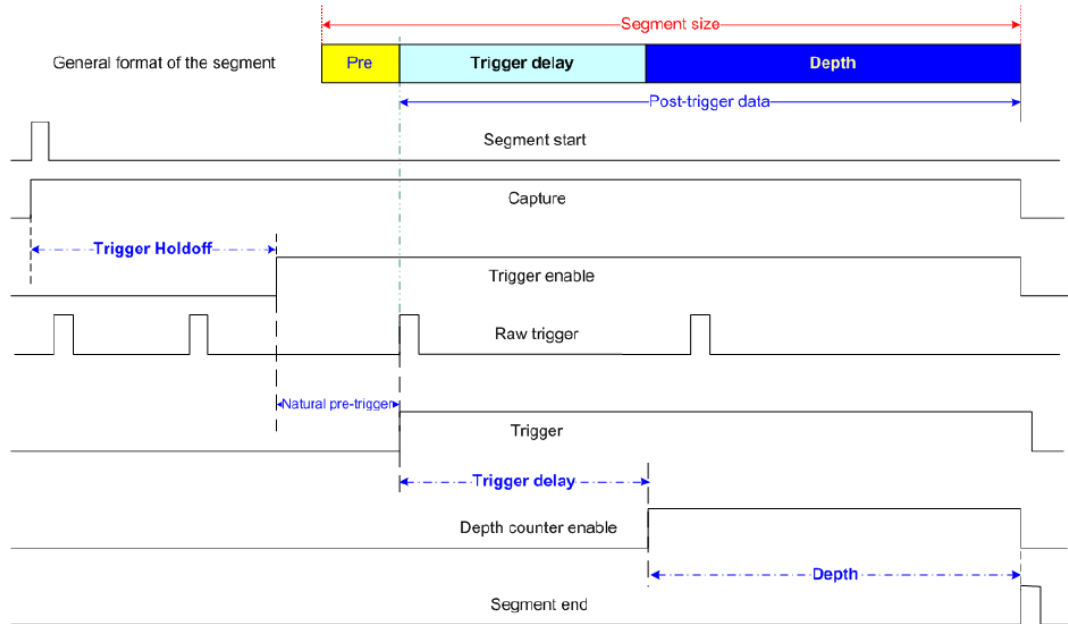 Segment size
General format of the segment
Pre
Trigger delay
Depth
Post-trigger data
Segment start
Capture
Trigger Holdoff
Trigger enable
Raw trigger
Natural pre-trigger
Trigger
Trigger delay
Depth counter enable
Depth
Segment end